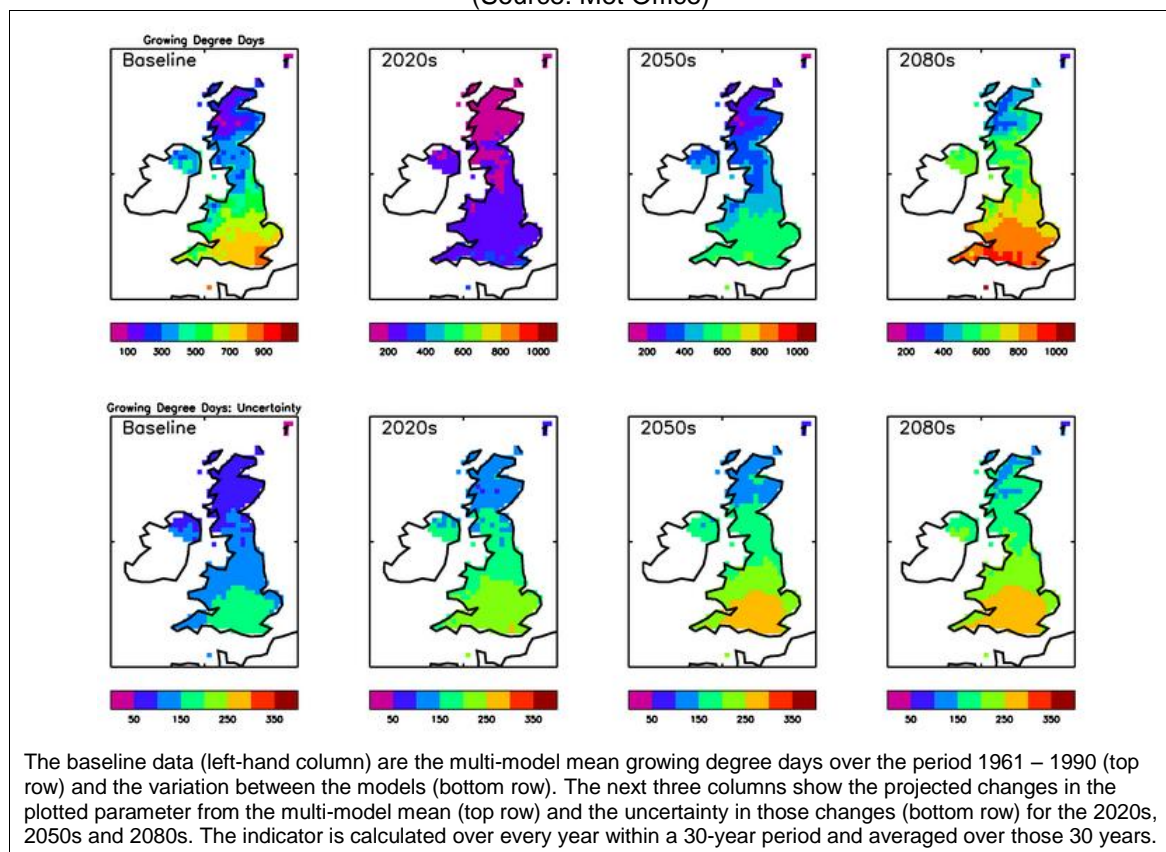 (Source: Met Office)
Growing Degree Days
Baseline
2020s
2050s
2080s
100 300 500 700 900
200 400 600 800 1000
200 400 600 800 1000
200 400 600 800 1000
Growing Degree Days: Uncertainty
Baseline
2020s
2050s
2080s
50 150 250 350
50 150 250 350
50 150 250 350
50 150 250 350
The baseline data (left-hand column) are the multi-model mean growing degree days over the period 1961 – 1990 (top
row) and the variation between the models (bottom row). The next three columns show the projected changes in the
plotted parameter from the multi-model mean (top row) and the uncertainty in those changes (bottom row) for the 2020s,
2050s and 2080s. The indicator is calculated over every year within a 30-year period and averaged over those 30 years.